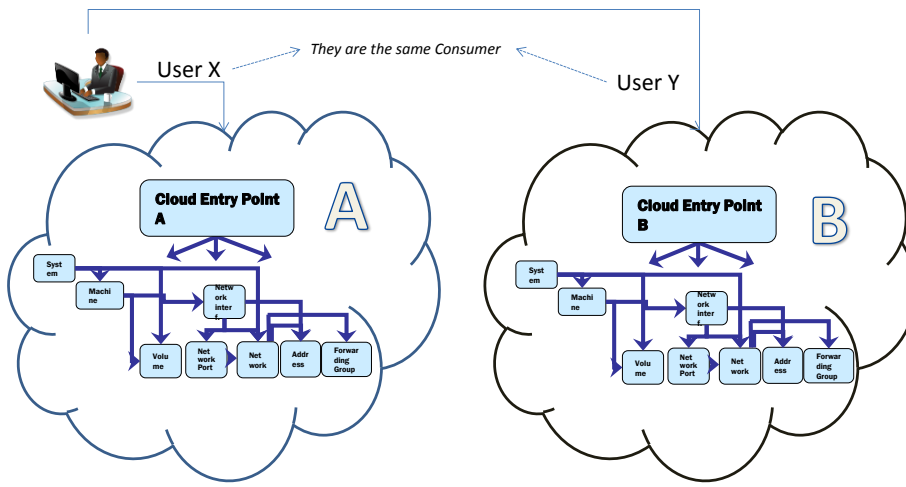 They are the same Consumer
User X
User Y
Cloud Entry Point
A
A
Syst
em
Machi
ne
Netw
ork
inter
f.
Volu
me
Net
work
Port
Net
work
Addr
ess
Forwar
ding
Group
Cloud Entry Point
B
B
Syst
em
Machi
ne
Netw
ork
inter
f.
Volu
me
Net
work
Port
Net
work
Addr
ess
Forwar
ding
Group